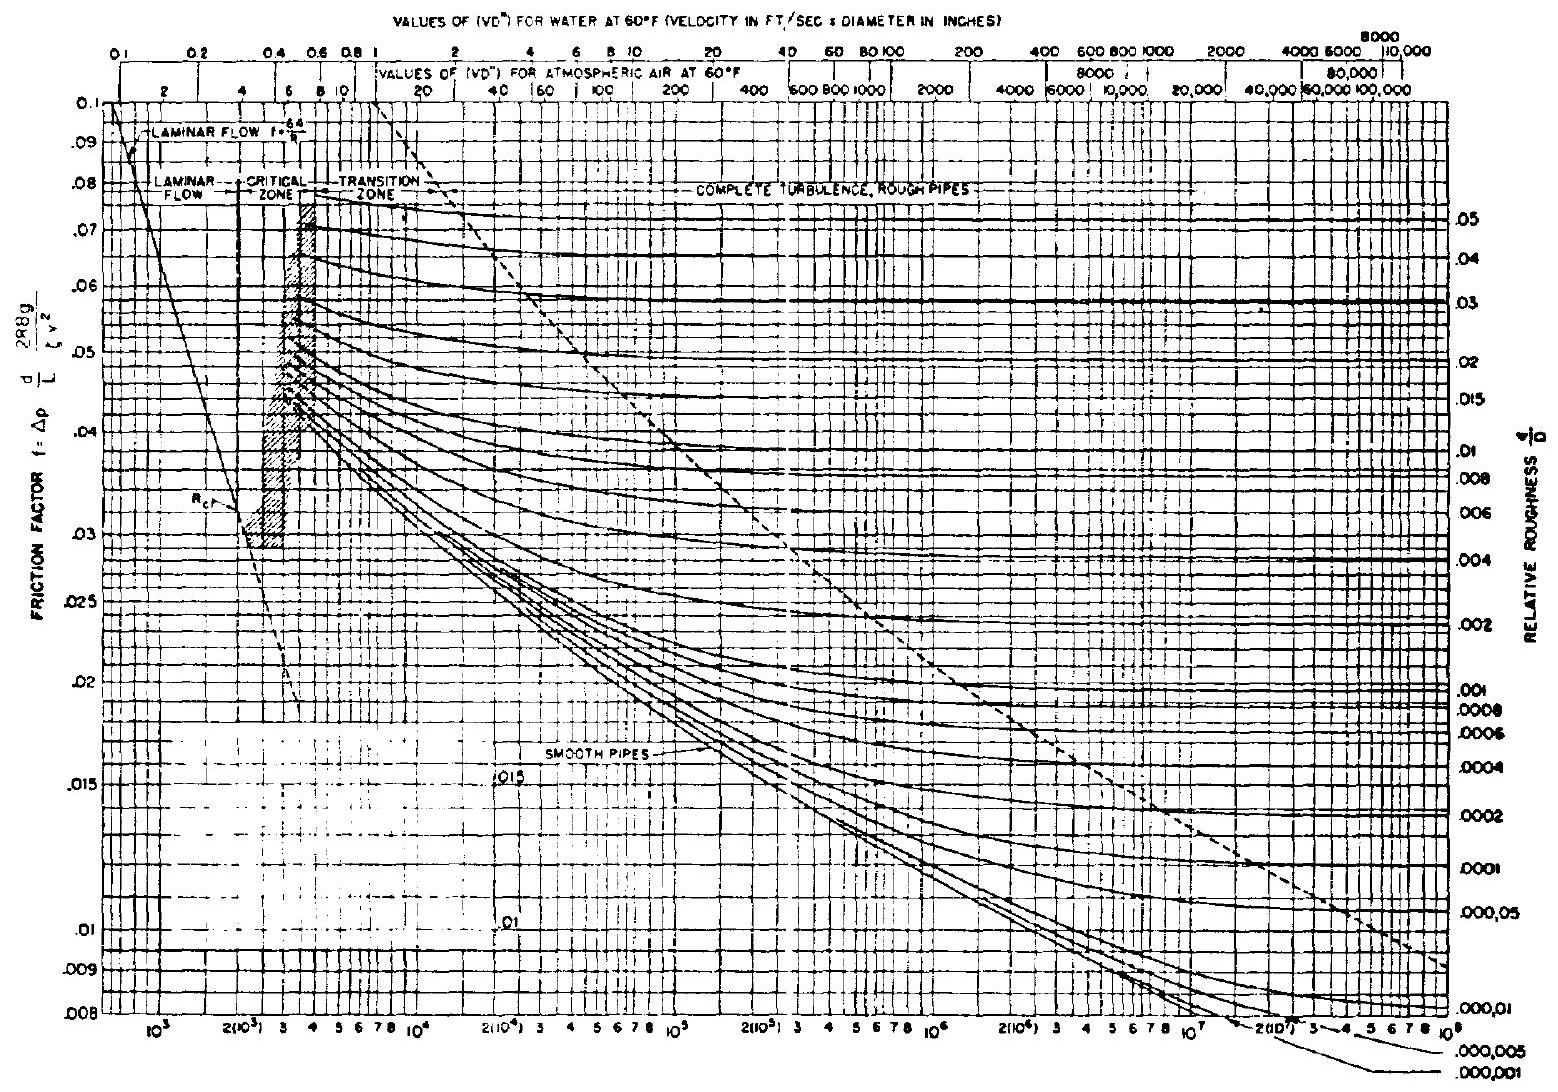 VALUES OF (VD") FOR WATER AT 60°F (VELOCITY IN FT/SEC x DIAMETER IN INCHES)
0.1 0.2 0.4 0.6 0.8 1 2 4 6 8 10 20 40 60 80 100 200 400 600 800 1000 2000 4000 6000 8000 10,000
VALUES OF (VD") FOR ATMOSPHERIC AIR AT 60°F
2 4 6 8 10 20 40 60 100 200 400 600 800 1000 2000 4000 6000 8000 10,000 20,000 40,000 60,000 80,000 100,000
0.1
.09
.08
.07
.06
.05
.04
.03
.025
.02
.015
.01
.009
.008
FRICTION FACTOR f = Δp d/L 288g/ζv²
LAMINAR FLOW f = 64/R
LAMINAR FLOW
CRITICAL ZONE
TRANSITION ZONE
COMPLETE TURBULENCE, ROUGH PIPES
Rcr
SMOOTH PIPES
.015
.01
.05
.04
.03
.02
.015
.01
.008
.006
.004
.002
.001
.0008
.0006
.0004
.0002
.0001
.000,05
.000,01
.000,005
.000,001
RELATIVE ROUGHNESS e/D
10³ 2(10³) 3 4 5 6 7 8 10⁴ 2(10⁴) 3 4 5 6 7 8 10⁵ 2(10⁵) 3 4 5 6 7 8 10⁶ 2(10⁶) 3 4 5 6 7 8 10⁷ 2(10⁷) 3 4 5 6 7 8 10⁸